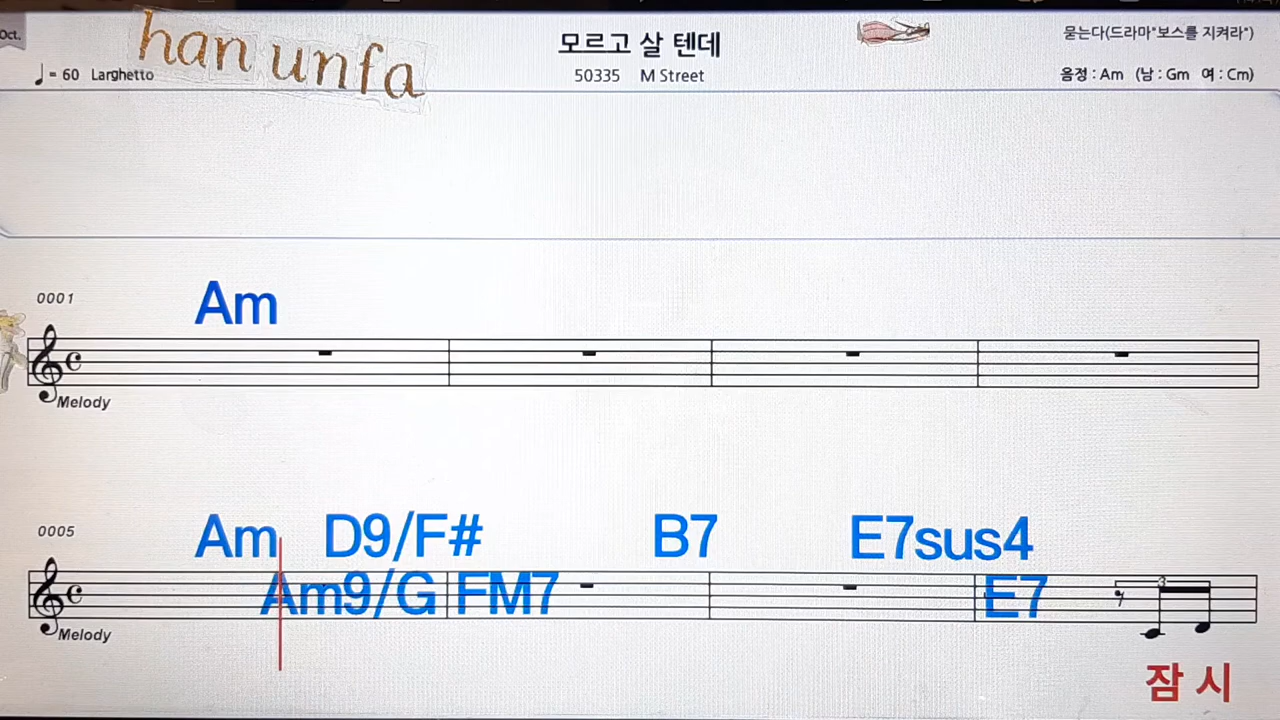 Oct.
han unfa
모르고 살 텐데
묻는다(드라마"보스를 지켜라")
♩= 60 Larghetto
50335 M Street
음정 : Am (남 : Gm 여 : Cm)
0001
Am
Melody
0005
Am D9/F# B7 E7sus4
Am9/G FM7 E7
3
Melody
잠 시